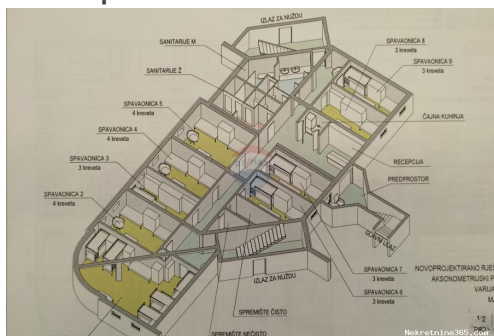 IZLAZ ZA NUŽDU
SANITARIJE M
SPAVAONICA 8
3 kreveta
SANITARIJE Ž
SPAVAONICA 9
3 kreveta
SPAVAONICA 5
4 kreveta
ČAJNA KUHINJA
SPAVAONICA 4
4 kreveta
SPAVAONICA 3
3 kreveta
RECEPCIJA
PREDPROSTOR
SPAVAONICA 2
4 kreveta
IZLAZ ZA NUŽDU
SPAVAONICA 7
3 kreveta
NOVOPROJEKTIRANO RJE
AKSONOMETRIJSKI P
VARIJA
SPAVAONICA 6
3 kreveta
SPREMIŠTE ČISTO
SPREMIŠTE NEČISTO
Nekretnine365.com